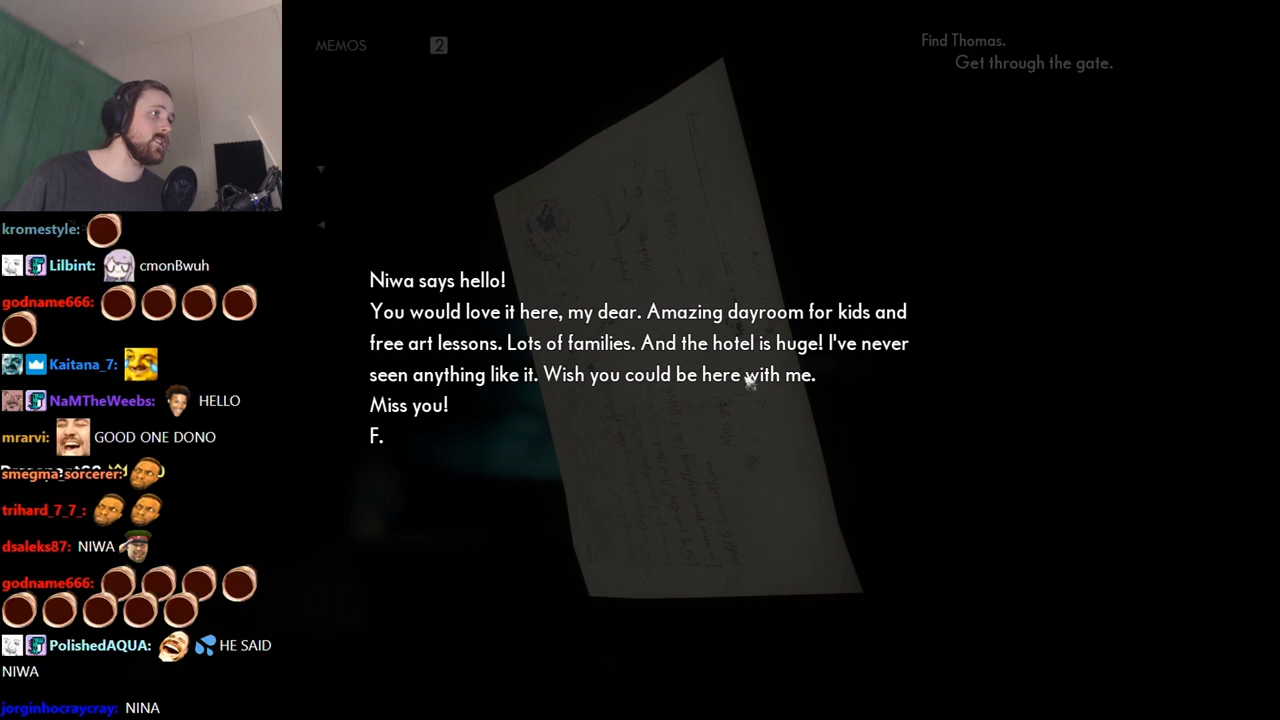 MEMOS 2
Find Thomas.
Get through the gate.
Niwa says hello!
You would love it here, my dear. Amazing dayroom for kids and
free art lessons. Lots of families. And the hotel is huge! I've never
seen anything like it. Wish you could be here with me.
Miss you!
F.
kromestyle:
Lilbint: cmonBwuh
godname666:
Kaitana_7:
NaMTheWeebs: HELLO
mrarvi: GOOD ONE DONO
smegma_sorcerer:
trihard_7_7_:
dsaleks87: NIWA
godname666:
PolishedAQUA: HE SAID
NIWA
jorginhocraycray: NINA